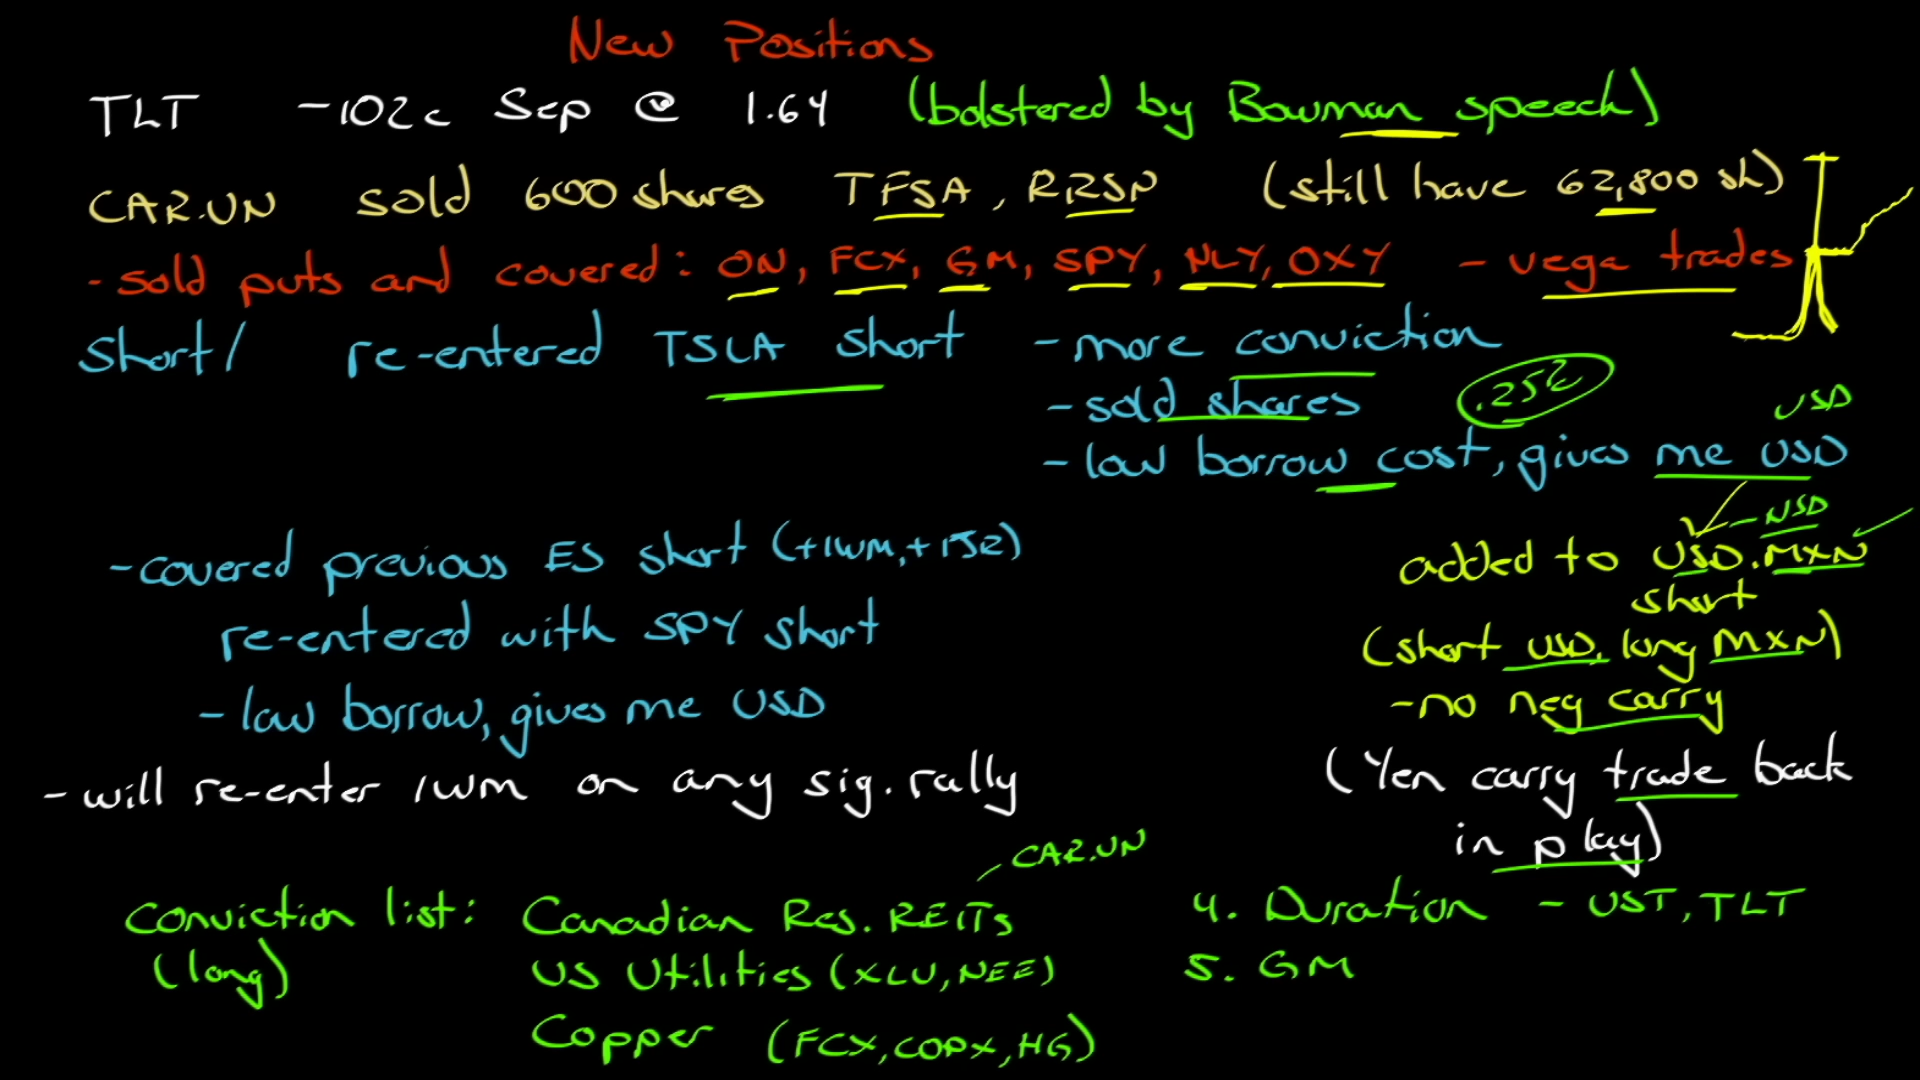 New Positions
TLT -102c Sep @ 1.64 (bolstered by Bowman speech)
CAR.UN sold 600 shares TFSA, RRSP (still have 62,800 sh)
- sold puts and covered: ON, FCX, GM, SPY, NLY, OXY - vega trades
Short/ re-entered TSLA short - more conviction
- sold shares .25%
USD
- low borrow cost, gives me USD
- USD
- covered previous ES short (+IWM, +
added to USD.MXN
short
re-entered with SPY short
(short USD, long MXN)
- low borrow, gives me USD
- no neg carry
- will re-enter IWM on any sig. rally
(Yen carry trade back
in play)
CAR.UN
Conviction list: Canadian Res. REITs
(long) US Utilities (XLU, NEE)
Copper (FCX, COPX, HG)
4. Duration - UST, TLT
5. GM